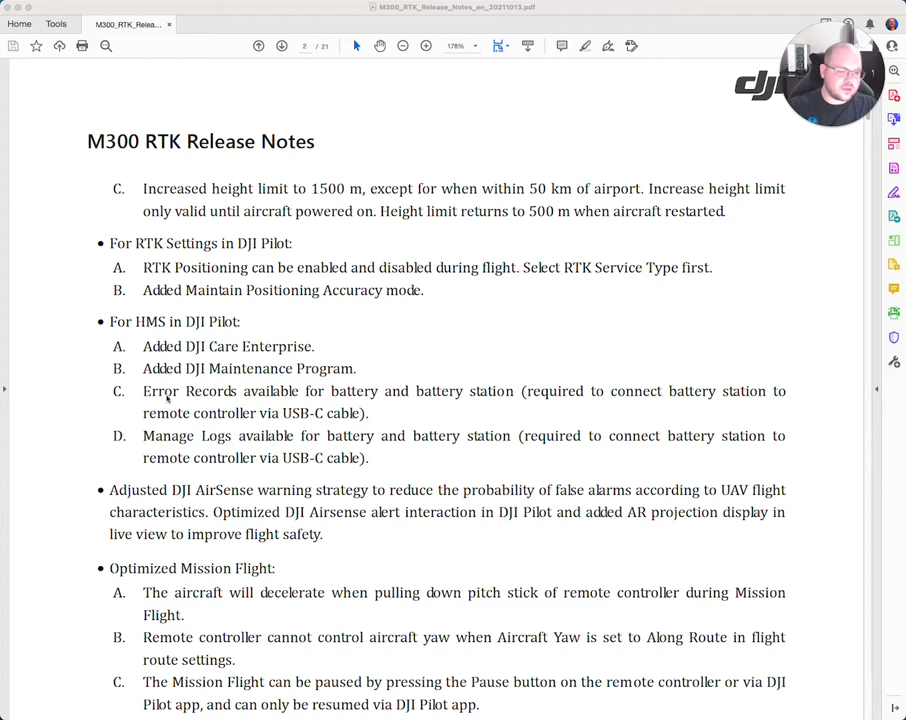 M300_RTK_Release_Notes_en_20211013.pdf
Home Tools M300_RTK_Relea... ×
2 / 21 178%
dji
M300 RTK Release Notes
C. Increased height limit to 1500 m, except for when within 50 km of airport. Increase height limit
only valid until aircraft powered on. Height limit returns to 500 m when aircraft restarted.
• For RTK Settings in DJI Pilot:
A. RTK Positioning can be enabled and disabled during flight. Select RTK Service Type first.
B. Added Maintain Positioning Accuracy mode.
• For HMS in DJI Pilot:
A. Added DJI Care Enterprise.
B. Added DJI Maintenance Program.
C. Error Records available for battery and battery station (required to connect battery station to
remote controller via USB-C cable).
D. Manage Logs available for battery and battery station (required to connect battery station to
remote controller via USB-C cable).
• Adjusted DJI AirSense warning strategy to reduce the probability of false alarms according to UAV flight
characteristics. Optimized DJI Airsense alert interaction in DJI Pilot and added AR projection display in
live view to improve flight safety.
• Optimized Mission Flight:
A. The aircraft will decelerate when pulling down pitch stick of remote controller during Mission
Flight.
B. Remote controller cannot control aircraft yaw when Aircraft Yaw is set to Along Route in flight
route settings.
C. The Mission Flight can be paused by pressing the Pause button on the remote controller or via DJI
Pilot app, and can only be resumed via DJI Pilot app.